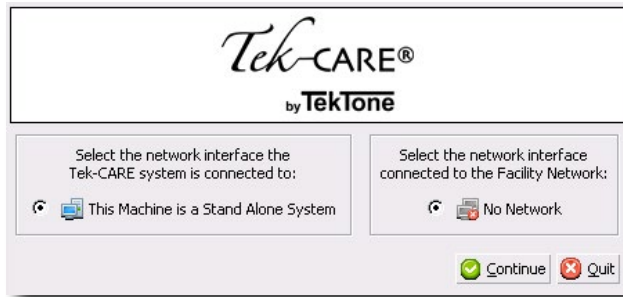 Tek-CARE®
by TekTone
Select the network interface the
Tek-CARE system is connected to:
This Machine is a Stand Alone System
Select the network interface
connected to the Facility Network:
No Network
Continue
Quit